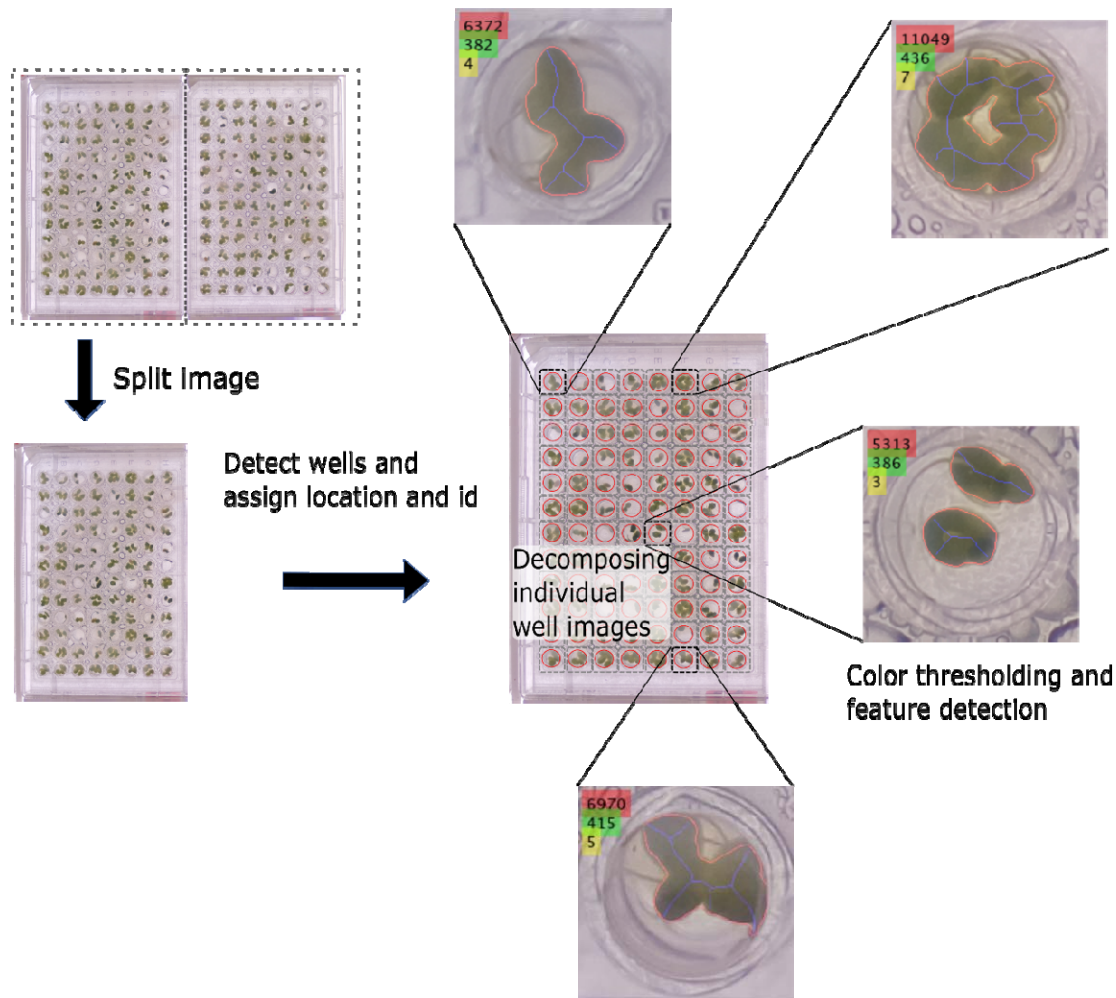 6372
382
4
11049
436
7
Split image
Detect wells and
assign location and id
5313
386
3
Decomposing
individual
well images
Color thresholding and
feature detection
6970
415
5